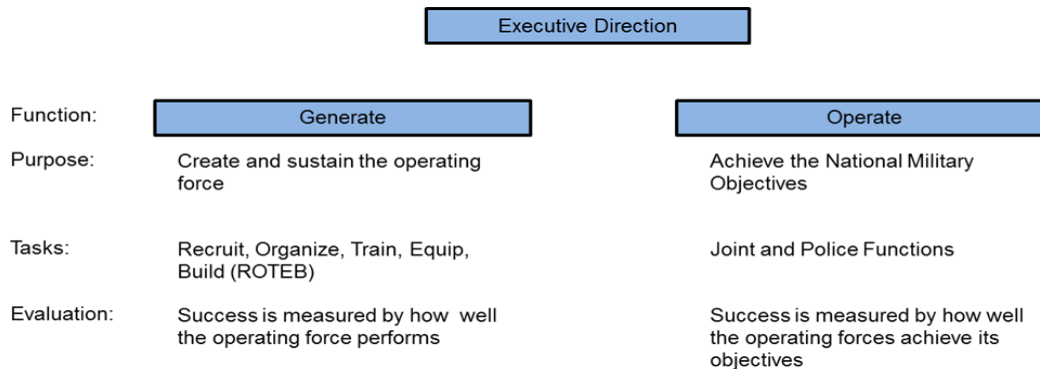 Executive Direction
Function:
Generate
Operate
Purpose:
Create and sustain the operating
force
Achieve the National Military
Objectives
Tasks:
Recruit, Organize, Train, Equip,
Build (ROTEB)
Joint and Police Functions
Evaluation:
Success is measured by how well
the operating force performs
Success is measured by how well
the operating forces achieve its
objectives